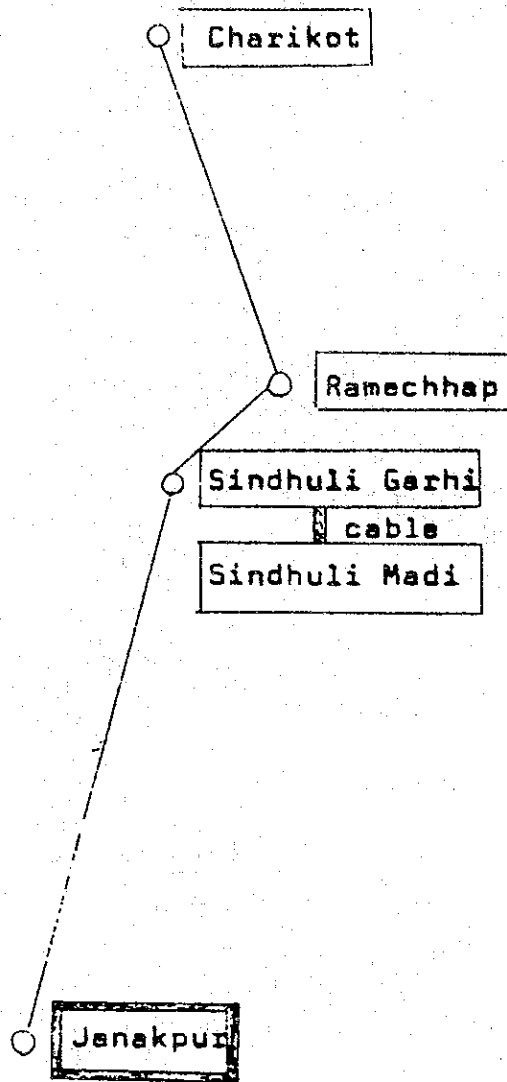 Charikot
Ramechhap
Sindhuli Garhi
cable
Sindhuli Madi
Janakpur